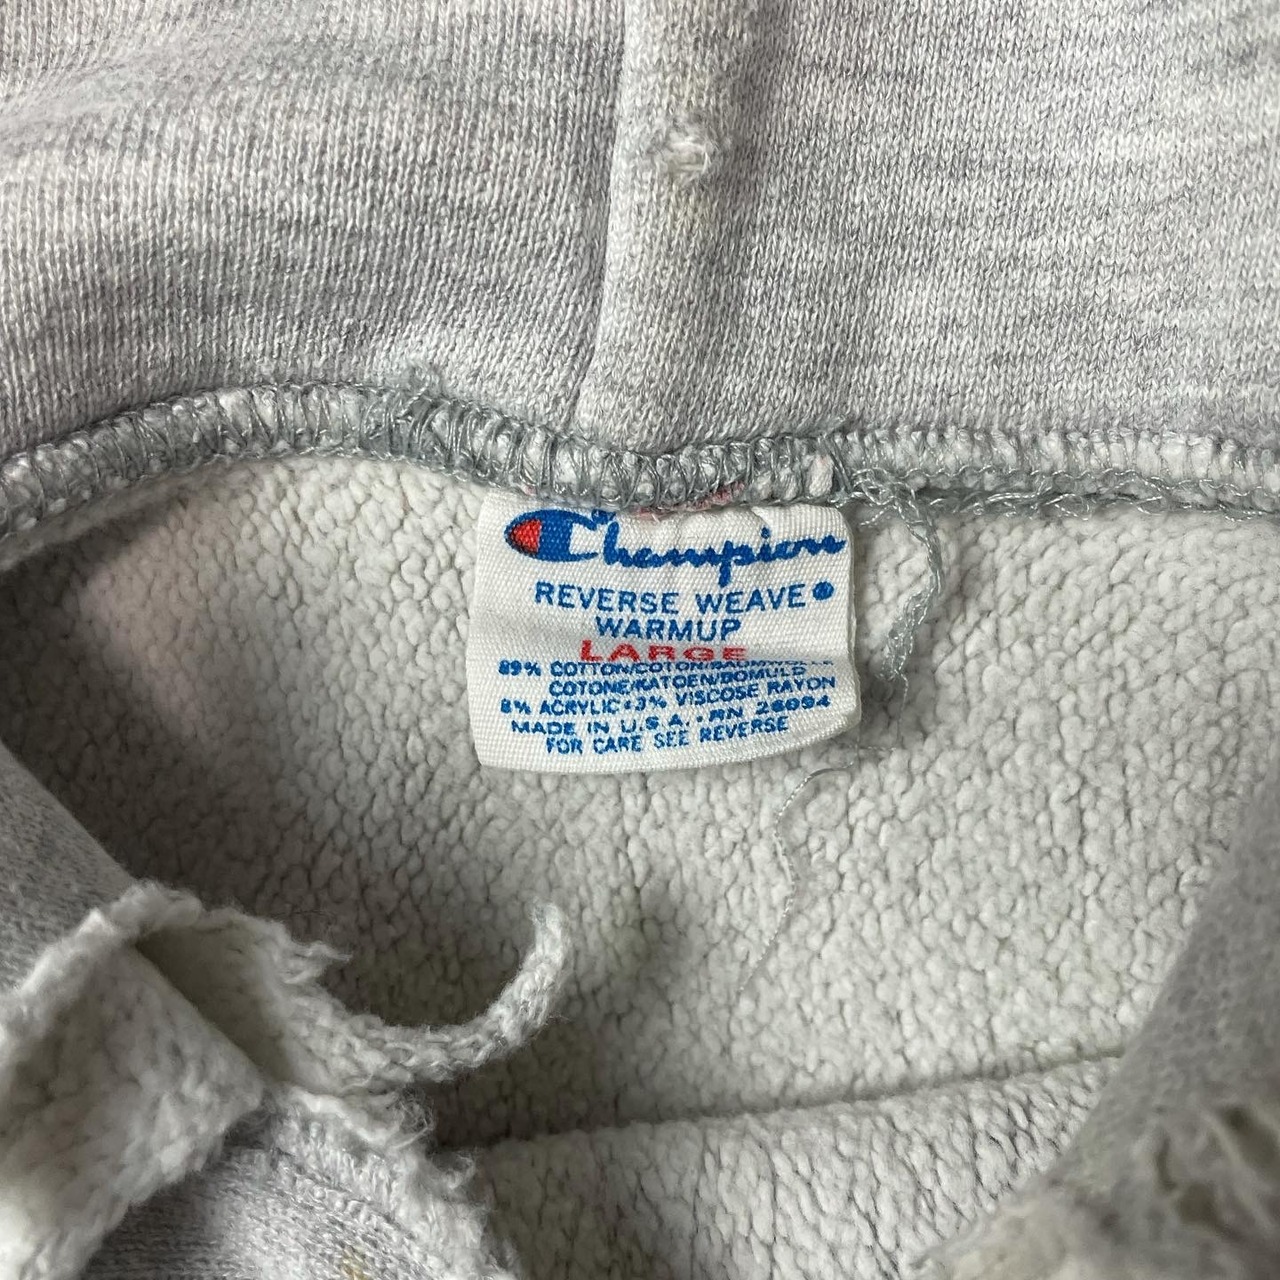 Champion
REVERSE WEAVE®
WARMUP
LARGE
89% COTTON/COTON/BAUMWOLLE
COTONE/KATOEN/BOMULD
8% ACRYLIC•3% VISCOSE RAYON
MADE IN U.S.A. • RN 26094
FOR CARE SEE REVERSE